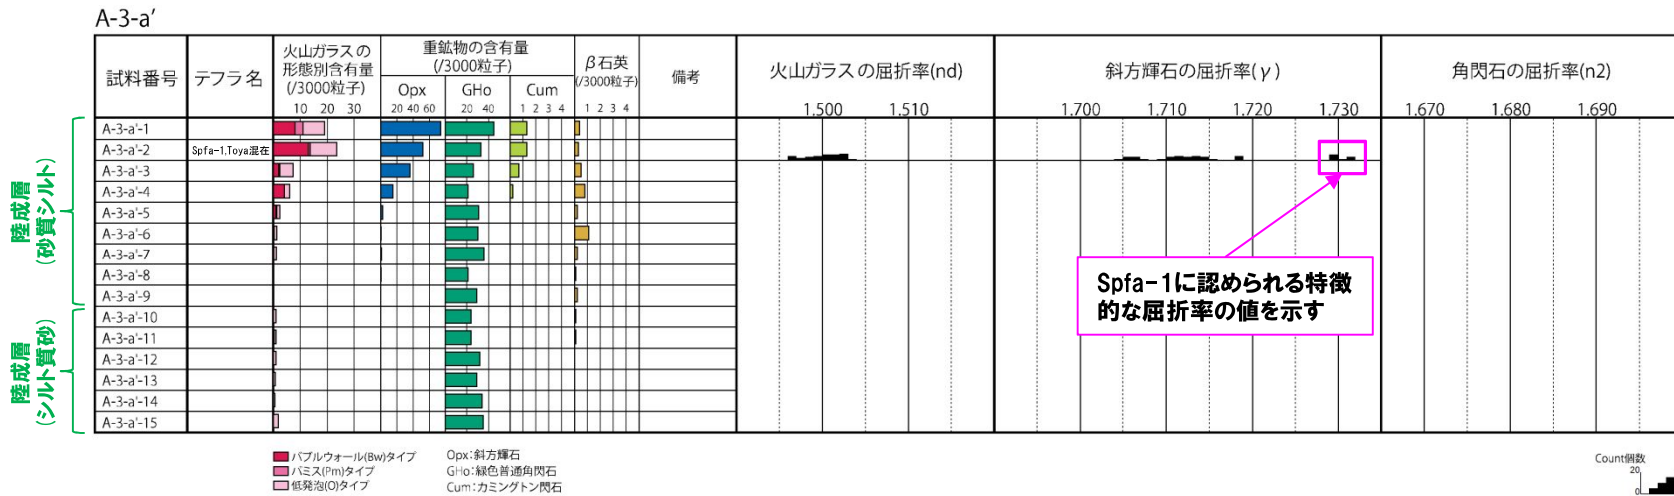 A-3-a'
試料番号
テフラ名
火山ガラスの
形態別含有量
(/3000粒子)
10 20 30
重鉱物の含有量
(/3000粒子)
Opx
20 40 60
GHo
20 40
Cum
1 2 3 4
β石英
(/3000粒子)
1 2 3 4
備考
火山ガラスの屈折率(nd)
1,500 1,510
斜方輝石の屈折率(γ)
1,700 1,710 1,720 1,730
角閃石の屈折率(n2)
1,670 1,680 1,690
陸成層
(砂質シルト)
A-3-a'-1
A-3-a'-2 Spfa-1,Toya混在
A-3-a'-3
A-3-a'-4
A-3-a'-5
A-3-a'-6
A-3-a'-7
A-3-a'-8
A-3-a'-9
陸成層
(シルト質砂)
A-3-a'-10
A-3-a'-11
A-3-a'-12
A-3-a'-13
A-3-a'-14
A-3-a'-15
Spfa-1に認められる特徴
的な屈折率の値を示す
バブルウォール(Bw)タイプ
パミス(Pm)タイプ
低発泡(O)タイプ
Opx:斜方輝石
GHo:緑色普通角閃石
Cum:カミングトン閃石
Count個数
20
0